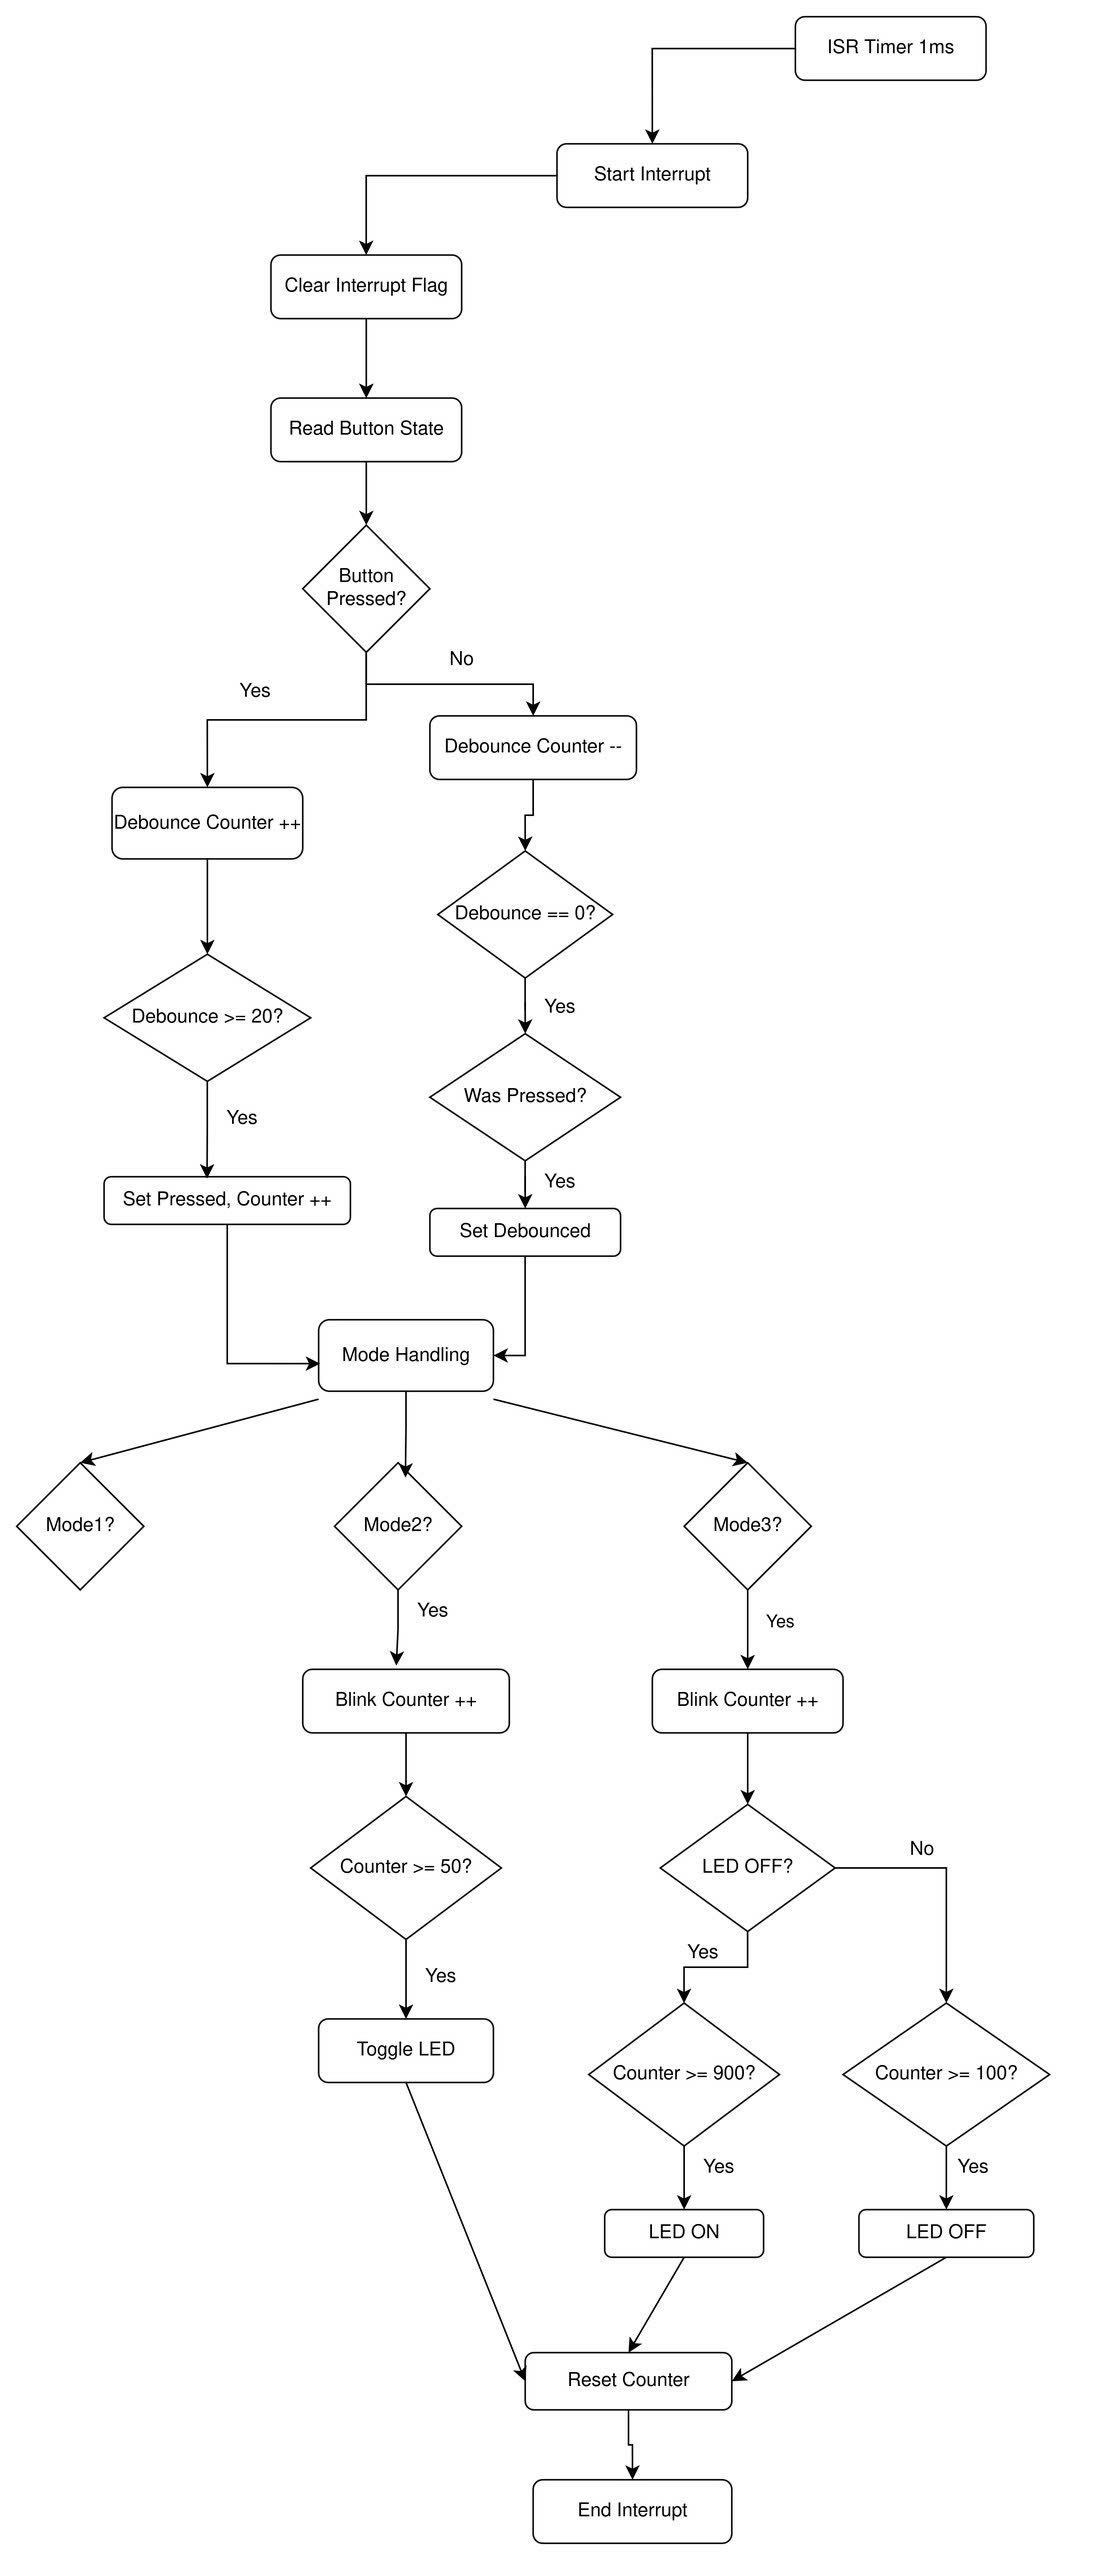 ISR Timer 1ms
Start Interrupt
Clear Interrupt Flag
Read Button State
Button
Pressed?
No
Yes
Debounce Counter --
Debounce Counter ++
Debounce == 0?
Yes
Debounce >= 20?
Was Pressed?
Yes
Yes
Set Pressed, Counter ++
Set Debounced
Mode Handling
Mode1?
Mode2?
Mode3?
Yes
Yes
Blink Counter ++
Blink Counter ++
Counter >= 50?
LED OFF?
No
Yes
Yes
Toggle LED
Counter >= 900?
Counter >= 100?
Yes
Yes
LED ON
LED OFF
Reset Counter
End Interrupt